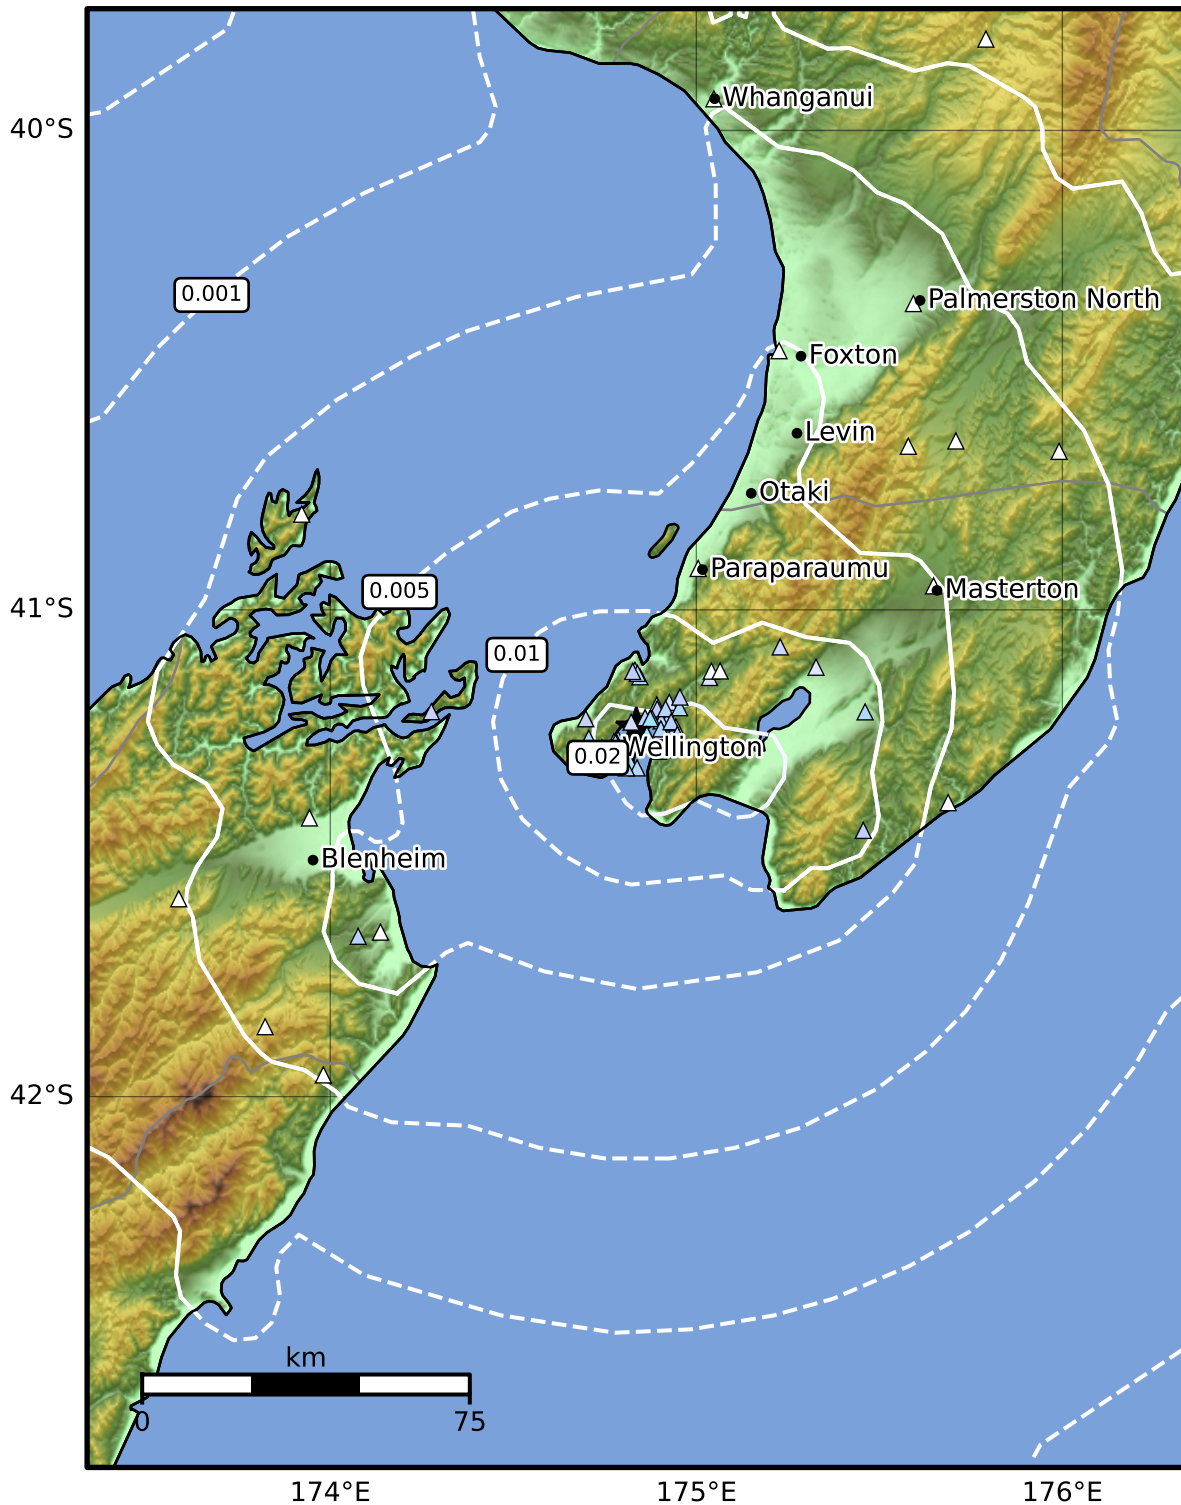 Whanganui
40°S
0.001
Palmerston North
Foxton
Levin
Otaki
Paraparaumu
0.005
Masterton
41°S
0.01
Wellington
0.02
Blenheim
42°S
km
0
75
174°E
175°E
176°E